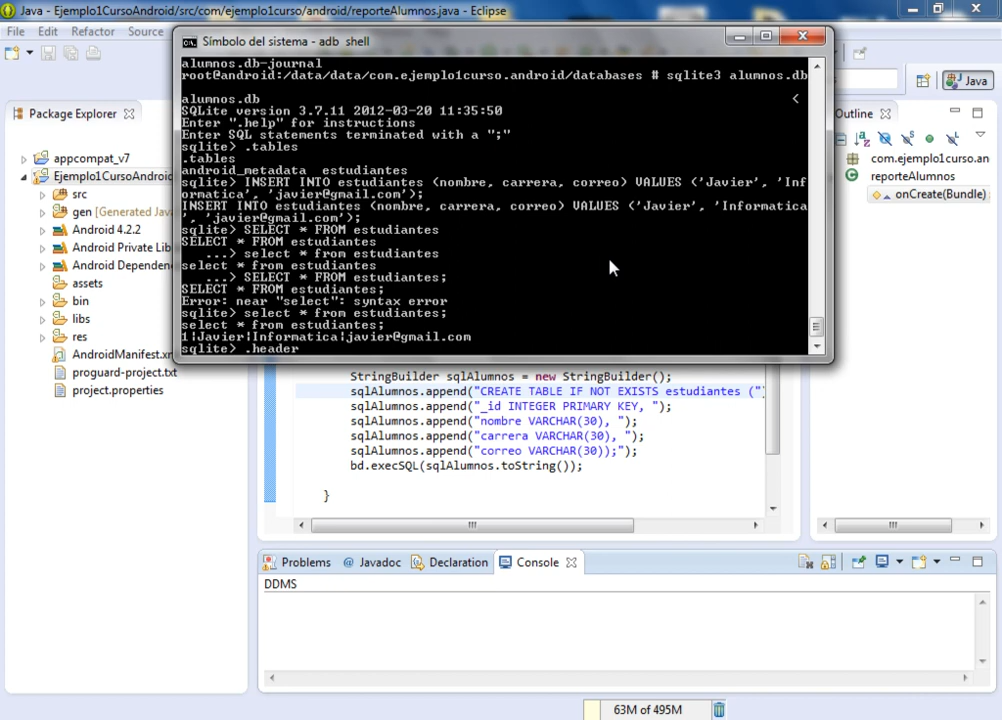 Java - Ejemplo1CursoAndroid/src/com/ejemplo1curso/android/reporteAlumnos.java - Eclipse
File Edit Refactor Source
Java
Símbolo del sistema - adb shell
alumnos.db-journal
root@android:/data/data/com.ejemplo1curso.android/databases # sqlite3 alumnos.db
<
alumnos.db
SQLite version 3.7.11 2012-03-20 11:35:50
Enter ".help" for instructions
Enter SQL statements terminated with a ";"
sqlite> .tables
.tables
android_metadata estudiantes
sqlite> INSERT INTO estudiantes (nombre, carrera, correo) VALUES ('Javier', 'Inf
ormatica', 'javier@gmail.com');
INSERT INTO estudiantes (nombre, carrera, correo) VALUES ('Javier', 'Informatica
', 'javier@gmail.com');
sqlite> SELECT * FROM estudiantes
SELECT * FROM estudiantes
...> select * from estudiantes
select * from estudiantes
...> SELECT * FROM estudiantes;
SELECT * FROM estudiantes;
Error: near "select": syntax error
sqlite> select * from estudiantes;
select * from estudiantes;
1|Javier|Informatica|javier@gmail.com
sqlite> .header
Package Explorer
appcompat_v7
Ejemplo1CursoAndroid
src
gen [Generated Java
Android 4.2.2
Android Private Lib
Android Dependen
assets
bin
libs
res
AndroidManifest.xm
proguard-project.txt
project.properties
StringBuilder sqlAlumnos = new StringBuilder();
sqlAlumnos.append("CREATE TABLE IF NOT EXISTS estudiantes (")
sqlAlumnos.append("_id INTEGER PRIMARY KEY, ");
sqlAlumnos.append("nombre VARCHAR(30), ");
sqlAlumnos.append("carrera VARCHAR(30), ");
sqlAlumnos.append("correo VARCHAR(30));");
bd.execSQL(sqlAlumnos.toString());
}
Outline
com.ejemplo1curso.an
reporteAlumnos
onCreate(Bundle)
Problems @ Javadoc Declaration Console
DDMS
63M of 495M